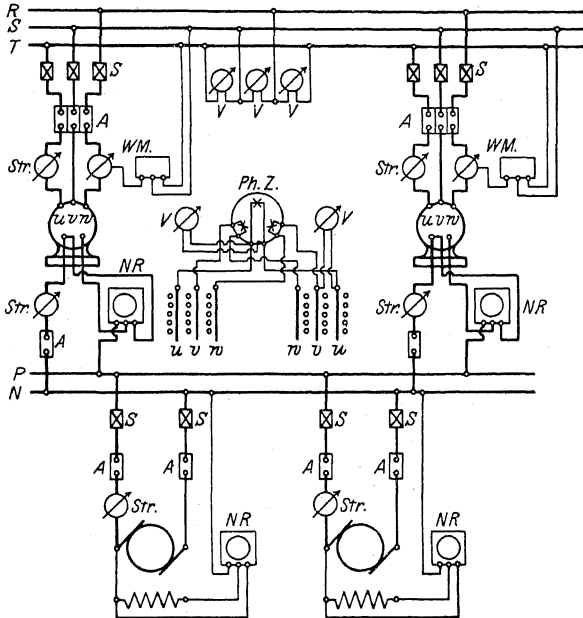 R
S
T
S
S
A
V V V
A
Str.
WM.
Str.
WM.
Ph. Z.
u v w
V
V
u v w
NR
Str.
Str.
NR
A
u v w
w v u
P
N
S
S
S
S
A
A
A
A
Str.
Str.
NR
NR